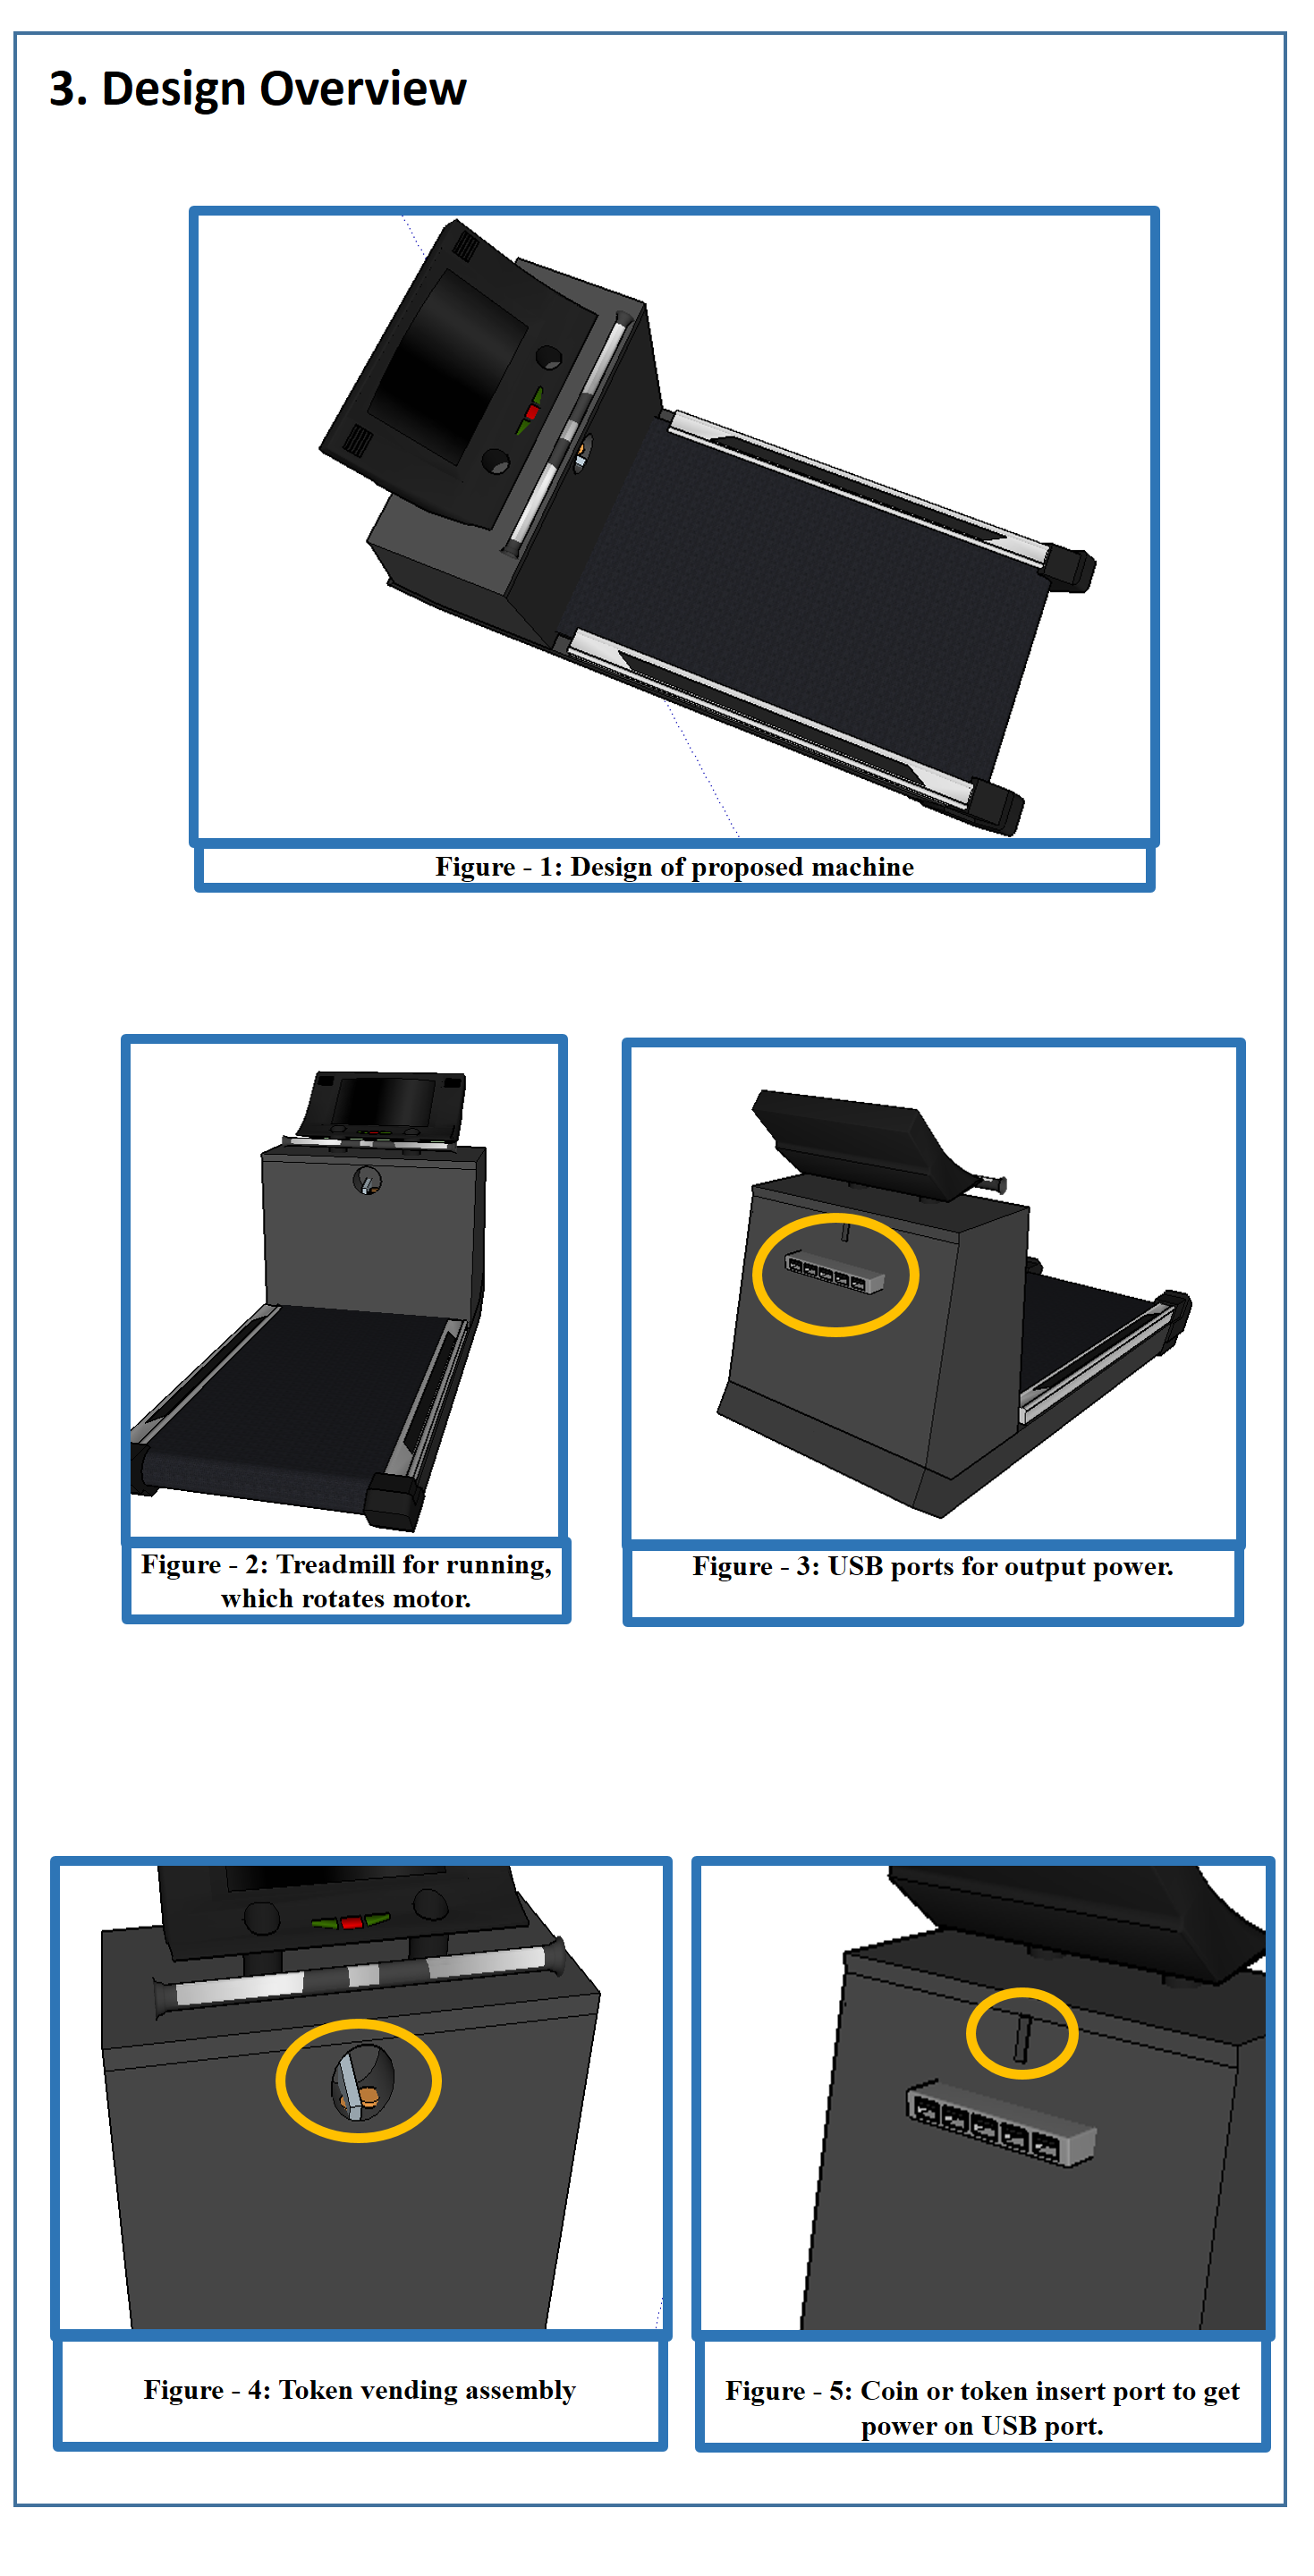 3. Design Overview
Figure - 1: Design of proposed machine
Figure - 2: Treadmill for running,
which rotates motor.
Figure - 3: USB ports for output power.
Figure - 4: Token vending assembly
Figure - 5: Coin or token insert port to get
power on USB port.